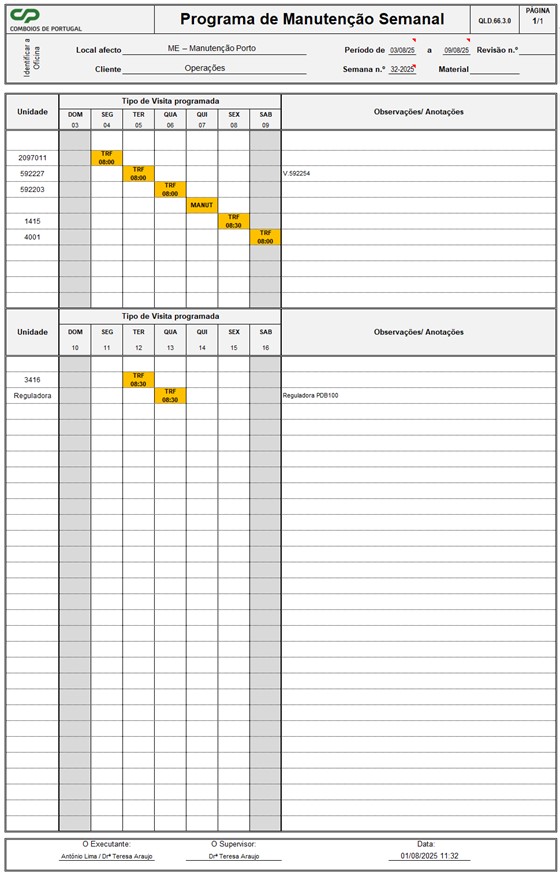 CP
COMBOIOS DE PORTUGAL
Programa de Manutenção Semanal
QLD.66.3.0
PÁGINA
1/1
Identificar a
Oficina
Local afecto ME – Manutenção Porto
Periodo de 03/08/25 a 09/08/25 Revisão n.º
Cliente Operações
Semana n.º 32-2025 Material
Unidade
Tipo de Visita programada
Observações/ Anotações
DOM SEG TER QUA QUI SEX SAB
03 04 05 06 07 08 09
2097011 TRF
08:00
592227 TRF
08:00
V.592254
592203 TRF
08:00
MANUT
1415 TRF
08:30
4001 TRF
08:00
Unidade
Tipo de Visita programada
Observações/ Anotações
DOM SEG TER QUA QUI SEX SAB
10 11 12 13 14 15 16
3416 TRF
08:30
Reguladora TRF
08:30
Reguladora PDB100
O Executante: O Supervisor: Data:
António Lima / Drª Teresa Araujo Drª Teresa Araujo 01/08/2025 11:32